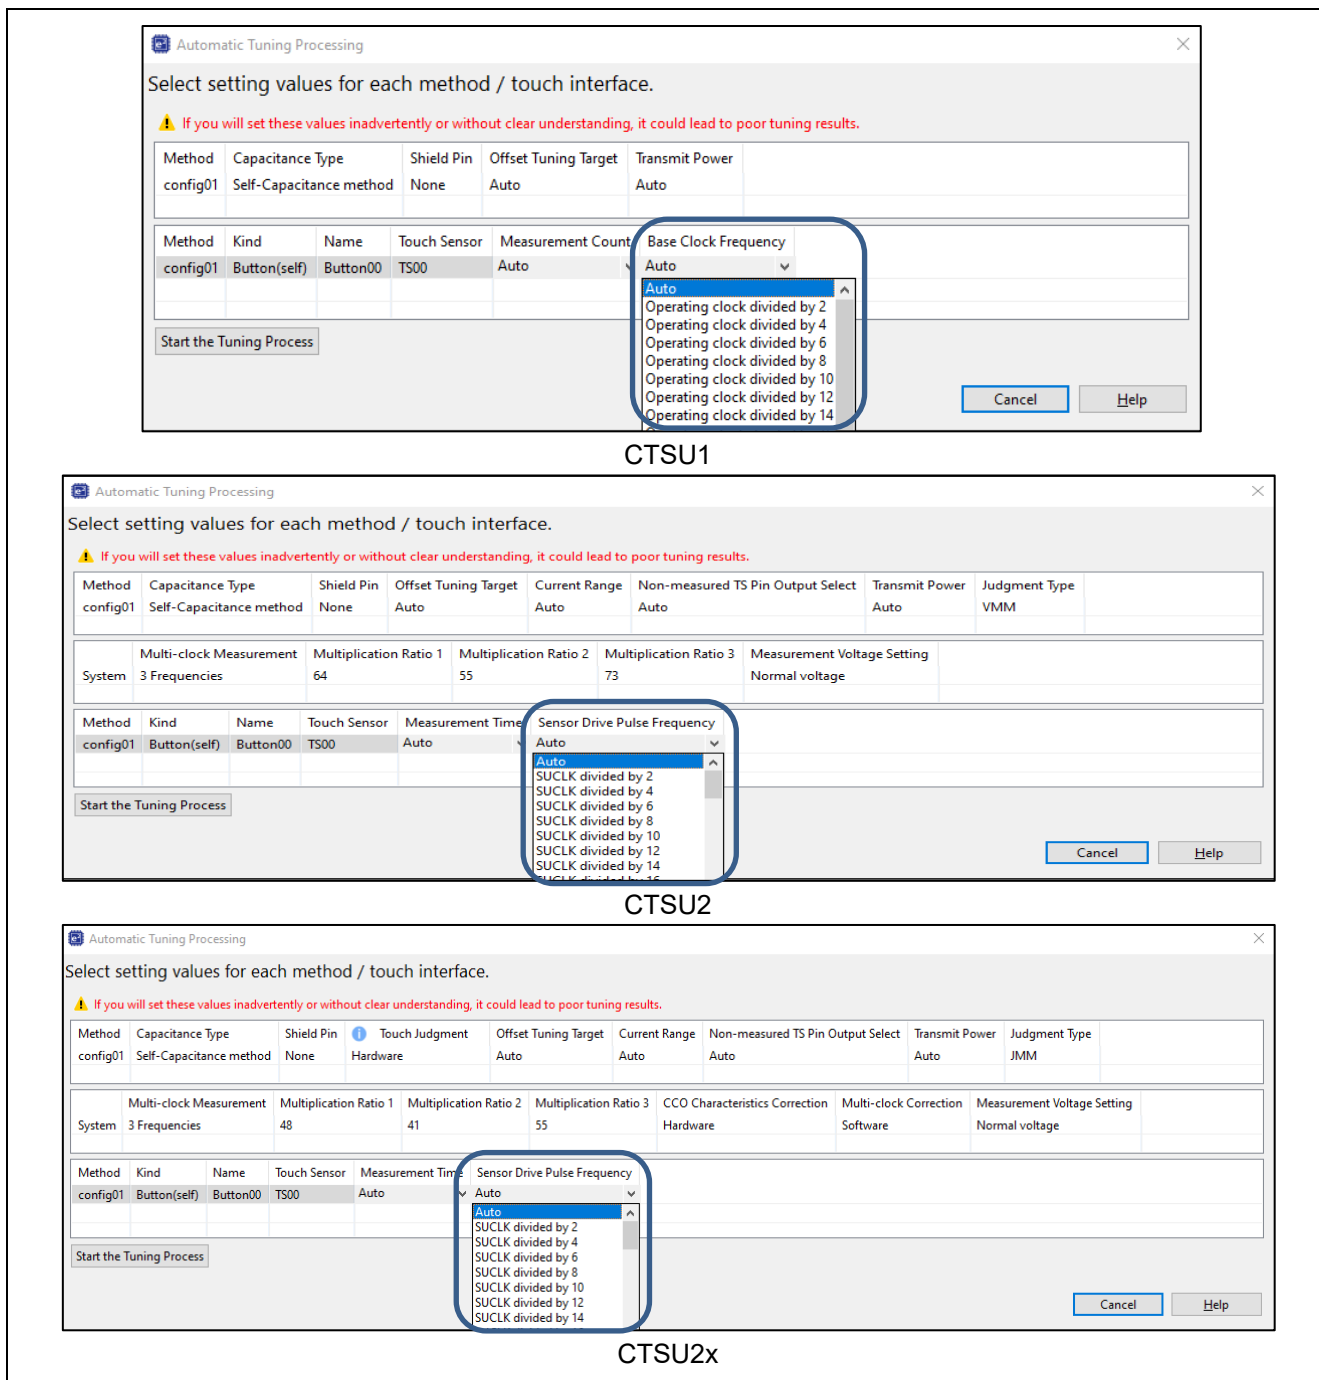 Automatic Tuning Processing
Select setting values for each method / touch interface.
If you will set these values inadvertently or without clear understanding, it could lead to poor tuning results.
Method Capacitance Type Shield Pin Offset Tuning Target Transmit Power
config01 Self-Capacitance method None Auto Auto
Method Kind Name Touch Sensor Measurement Count Base Clock Frequency
config01 Button(self) Button00 TS00 Auto Auto
Auto
Operating clock divided by 2
Operating clock divided by 4
Operating clock divided by 6
Operating clock divided by 8
Operating clock divided by 10
Operating clock divided by 12
Operating clock divided by 14
Start the Tuning Process
Cancel Help
CTSU1
Automatic Tuning Processing
Select setting values for each method / touch interface.
If you will set these values inadvertently or without clear understanding, it could lead to poor tuning results.
Method Capacitance Type Shield Pin Offset Tuning Target Current Range Non-measured TS Pin Output Select Transmit Power Judgment Type
config01 Self-Capacitance method None Auto Auto Auto Auto VMM
Multi-clock Measurement Multiplication Ratio 1 Multiplication Ratio 2 Multiplication Ratio 3 Measurement Voltage Setting
System 3 Frequencies 64 55 73 Normal voltage
Method Kind Name Touch Sensor Measurement Time Sensor Drive Pulse Frequency
config01 Button(self) Button00 TS00 Auto Auto
Auto
SUCLK divided by 2
SUCLK divided by 4
SUCLK divided by 6
SUCLK divided by 8
SUCLK divided by 10
SUCLK divided by 12
SUCLK divided by 14
SUCLK divided by 16
Start the Tuning Process
Cancel Help
CTSU2
Automatic Tuning Processing
Select setting values for each method / touch interface.
If you will set these values inadvertently or without clear understanding, it could lead to poor tuning results.
Method Capacitance Type Shield Pin Touch Judgment Offset Tuning Target Current Range Non-measured TS Pin Output Select Transmit Power Judgment Type
config01 Self-Capacitance method None Hardware Auto Auto Auto Auto JMM
Multi-clock Measurement Multiplication Ratio 1 Multiplication Ratio 2 Multiplication Ratio 3 CCO Characteristics Correction Multi-clock Correction Measurement Voltage Setting
System 3 Frequencies 48 41 55 Hardware Software Normal voltage
Method Kind Name Touch Sensor Measurement Time Sensor Drive Pulse Frequency
config01 Button(self) Button00 TS00 Auto Auto
Auto
SUCLK divided by 2
SUCLK divided by 4
SUCLK divided by 6
SUCLK divided by 8
SUCLK divided by 10
SUCLK divided by 12
SUCLK divided by 14
Start the Tuning Process
Cancel Help
CTSU2x